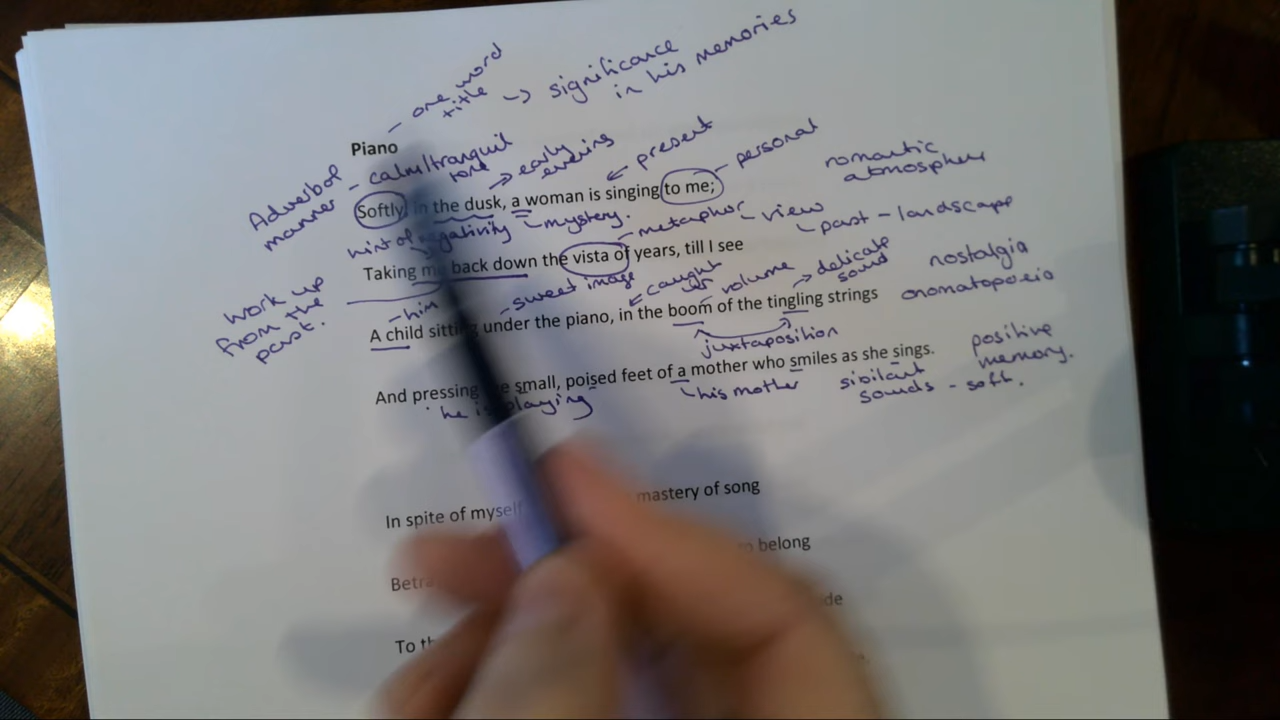 one word
title -> significance
in his memories
Piano
Adverb of
manner
calm/tranquil
tone
early
evening
present
personal
romantic
atmosphere
Softly, in the dusk, a woman is singing to me;
hint of negativity
mystery.
metaphor - view
past - landscape
Taking me back down the vista of years, till I see
work up
from the
past.
him
sweet image
caught
volume
delicate
sound
nostalgia
onomatopoeia
A child sitting under the piano, in the boom of the tingling strings
juxtaposition
positive
memory.
And pressing the small, poised feet of a mother who smiles as she sings.
he is playing
his mother
sibilant
sounds - soft.
In spite of myself mastery of song
to belong
To